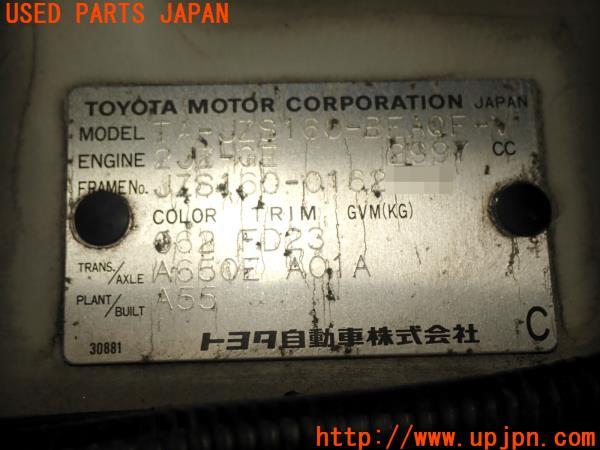 USED PARTS JAPAN
TOYOTA MOTOR CORPORATION JAPAN
MODEL TA-JZS160-BEAQF-V
ENGINE 2JZ-GE 2997 CC
FRAME No. JZS160-0162
COLOR TRIM GVM(KG)
062 FD23
TRANS./AXLE A650E A01A
PLANT/BUILT A55
トヨタ自動車株式会社 C
30881
http://www.upjpn.com